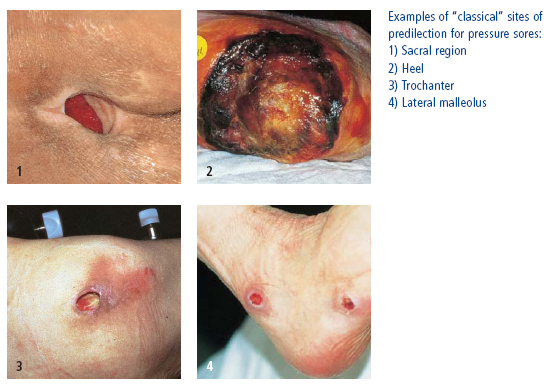 Examples of “classical” sites of
predilection for pressure sores:
1) Sacral region
2) Heel
3) Trochanter
4) Lateral malleolus
1
2
3
4